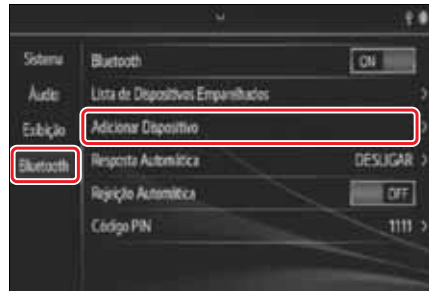 Sistema
Áudio
Exibição
Bluetooth
Bluetooth ON
Lista de Dispositivos Emparelhados
Adicionar Dispositivo
Resposta Automática DESLIGAR
Rejeição Automática OFF
Código PIN 1111